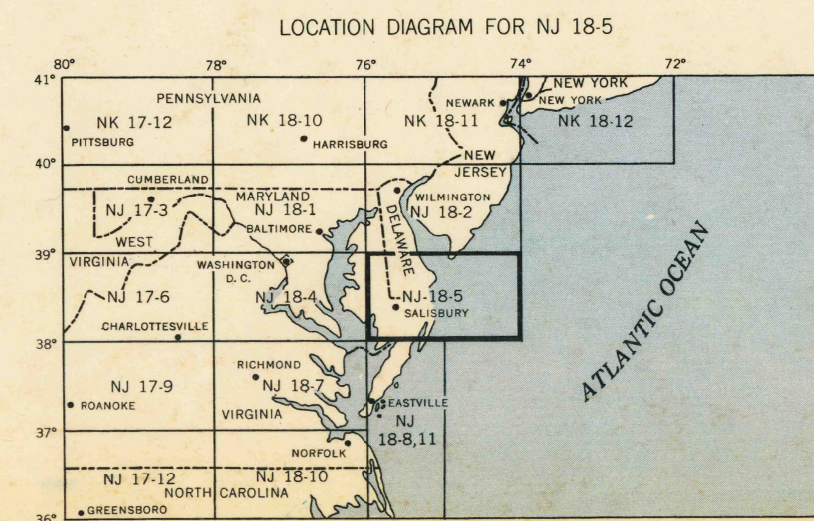 LOCATION DIAGRAM FOR NJ 18-5
80° 78° 76° 74° 72°
41°
PENNSYLVANIA
NEW YORK
NEWARK
NEW YORK
NK 17-12 NK 18-10 NK 18-11 NK 18-12
PITTSBURG
HARRISBURG
40°
NEW
JERSEY
CUMBERLAND
MARYLAND
WILMINGTON
NJ 17-3 NJ 18-1 NJ 18-2
DELAWARE
BALTIMORE
WEST
VIRGINIA
39°
WASHINGTON
D. C.
NJ 17-6 NJ 18-4 NJ-18-5
SALISBURY
CHARLOTTESVILLE
ATLANTIC OCEAN
38°
RICHMOND
NJ 17-9 NJ 18-7
ROANOKE
EASTVILLE
VIRGINIA
NJ
18-8,11
37°
NORFOLK
NJ 17-12 NJ 18-10
NORTH CAROLINA
GREENSBORO
36°